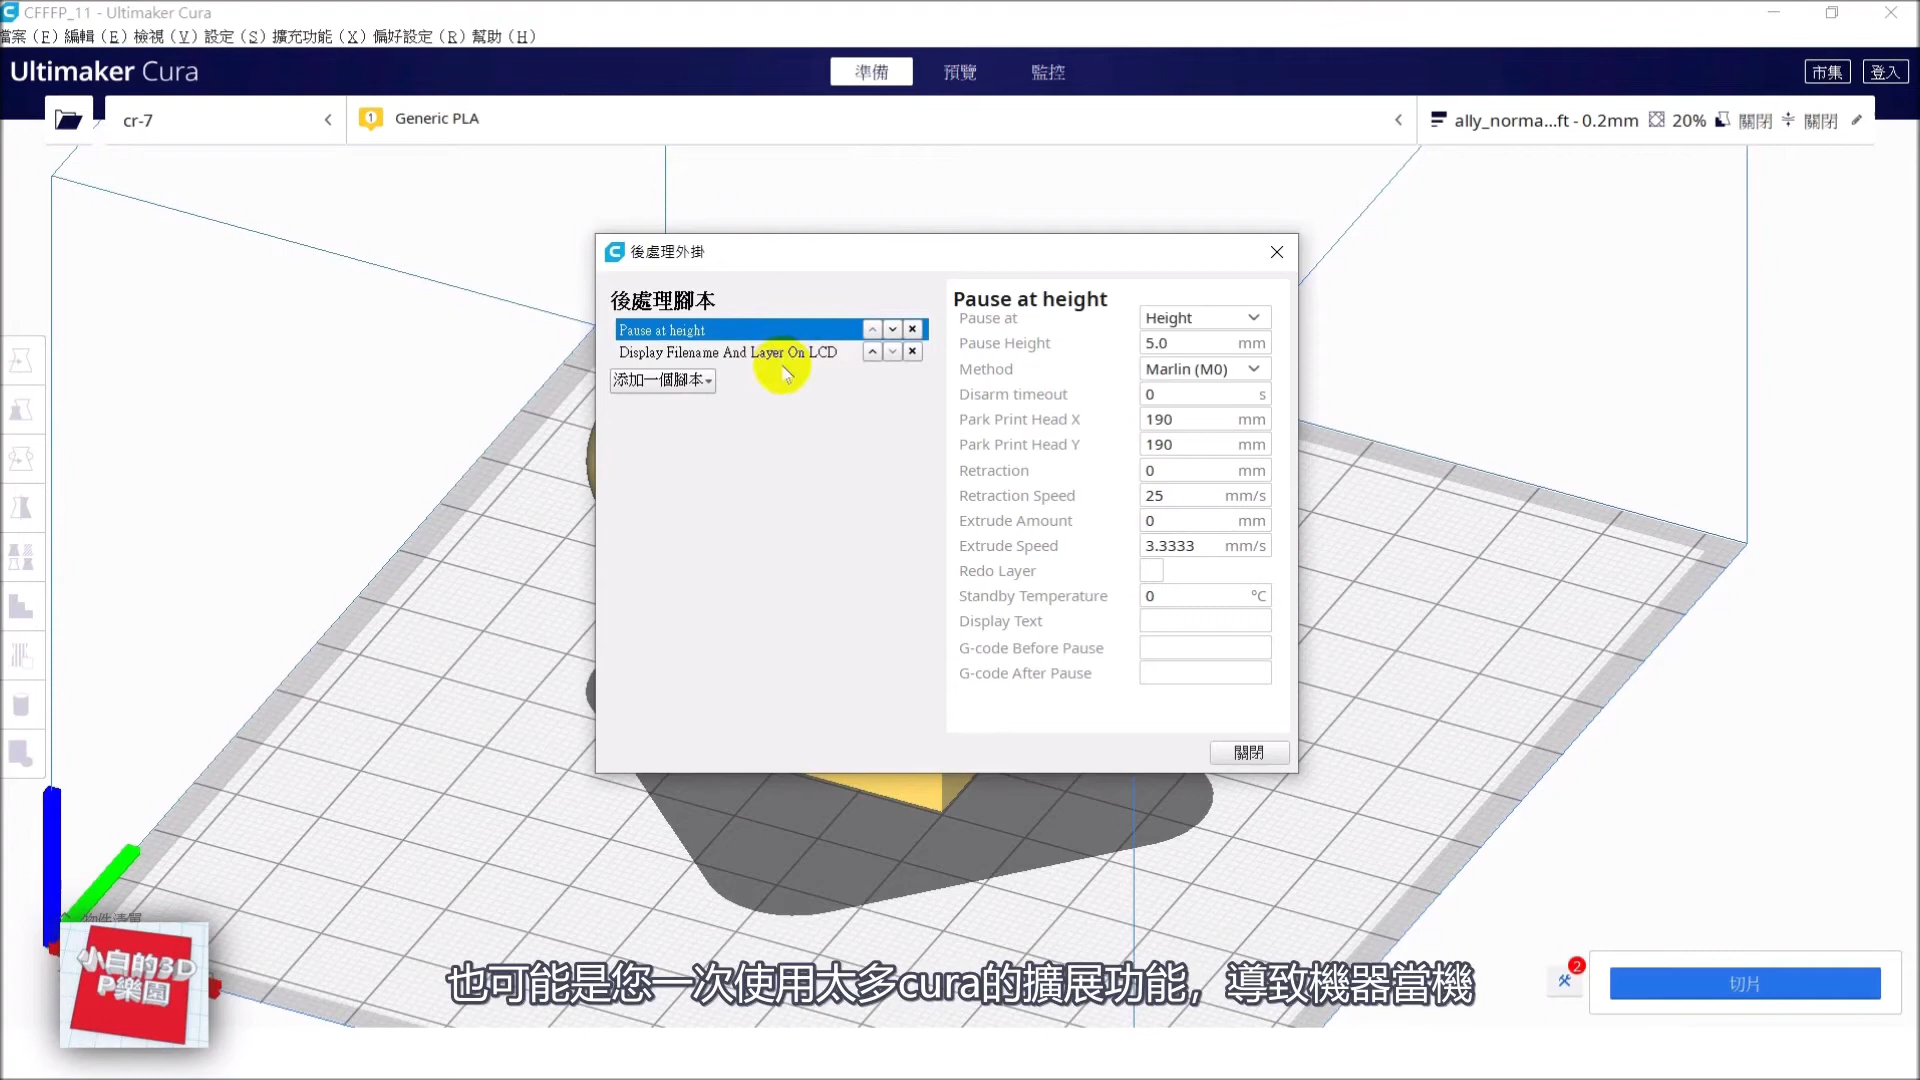 CFFFP_11 - Ultimaker Cura
檔案 (F) 編輯 (E) 檢視 (V) 設定 (S) 擴充功能 (X) 偏好設定 (R) 幫助 (H)
Ultimaker Cura
準備
預覽
監控
市集
登入
cr-7
1
Generic PLA
ally_norma...ft - 0.2mm
20%
關閉
關閉
後處理外掛
後處理腳本
Pause at height
Display Filename And Layer On LCD
添加一個腳本
Pause at height
Pause at Height
Pause Height 5.0 mm
Method Marlin (M0)
Disarm timeout 0 s
Park Print Head X 190 mm
Park Print Head Y 190 mm
Retraction 0 mm
Retraction Speed 25 mm/s
Extrude Amount 0 mm
Extrude Speed 3.3333 mm/s
Redo Layer
Standby Temperature 0 °C
Display Text
G-code Before Pause
G-code After Pause
關閉
物件清單
小白的3D
P樂園
也可能是您一次使用太多cura的擴展功能，導致機器當機
2
切片